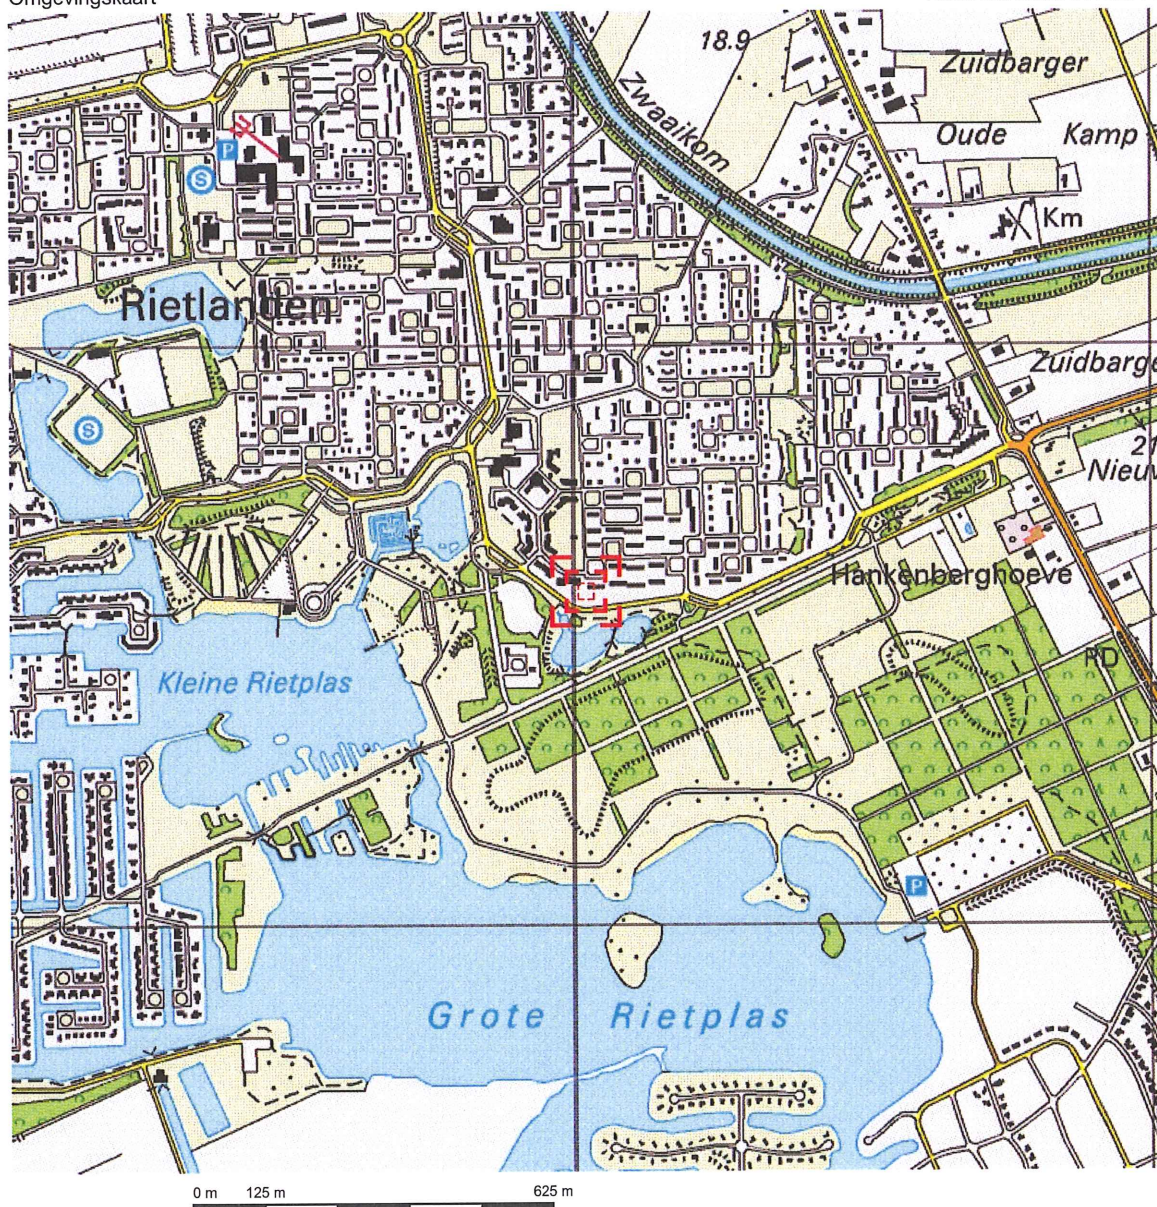 Omgevingskaart
18.9
Zuidbarger
Zwaaikom
Oude Kamp
P
S
Km
Rietlanden
Zuidbarge
S
21
Nieuw
Hankenberghoeve
RD
Kleine Rietplas
P
Grote Rietplas
0 m 125 m 625 m